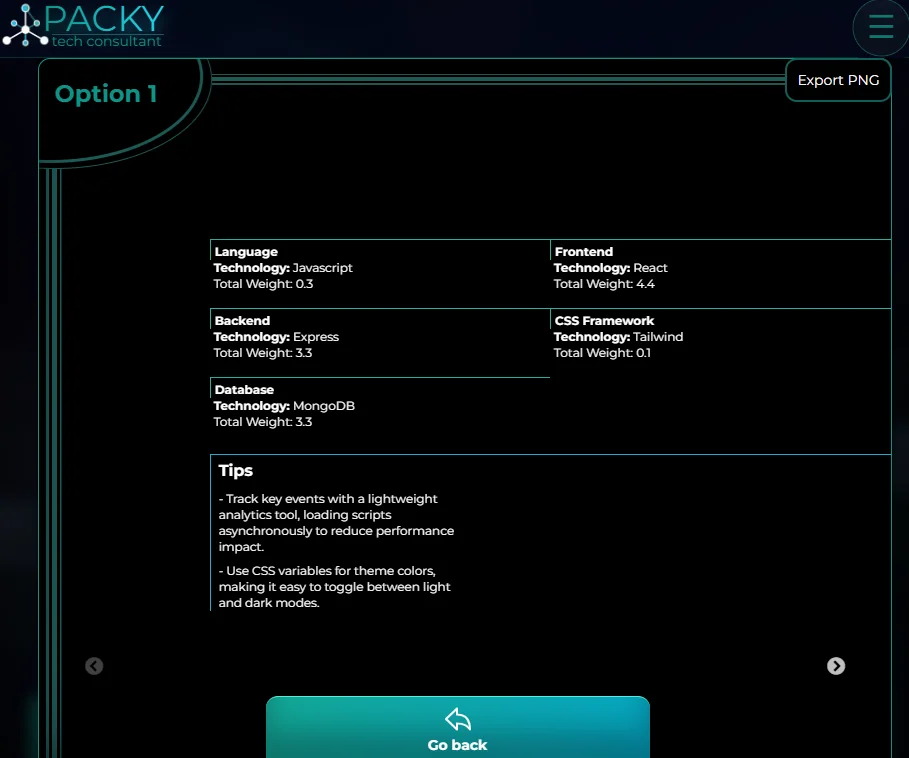 PACKY
tech consultant
Option 1
Export PNG
Language
Technology: Javascript
Total Weight: 0.3
Frontend
Technology: React
Total Weight: 4.4
Backend
Technology: Express
Total Weight: 3.3
CSS Framework
Technology: Tailwind
Total Weight: 0.1
Database
Technology: MongoDB
Total Weight: 3.3
Tips
- Track key events with a lightweight
analytics tool, loading scripts
asynchronously to reduce performance
impact.
- Use CSS variables for theme colors,
making it easy to toggle between light
and dark modes.
Go back